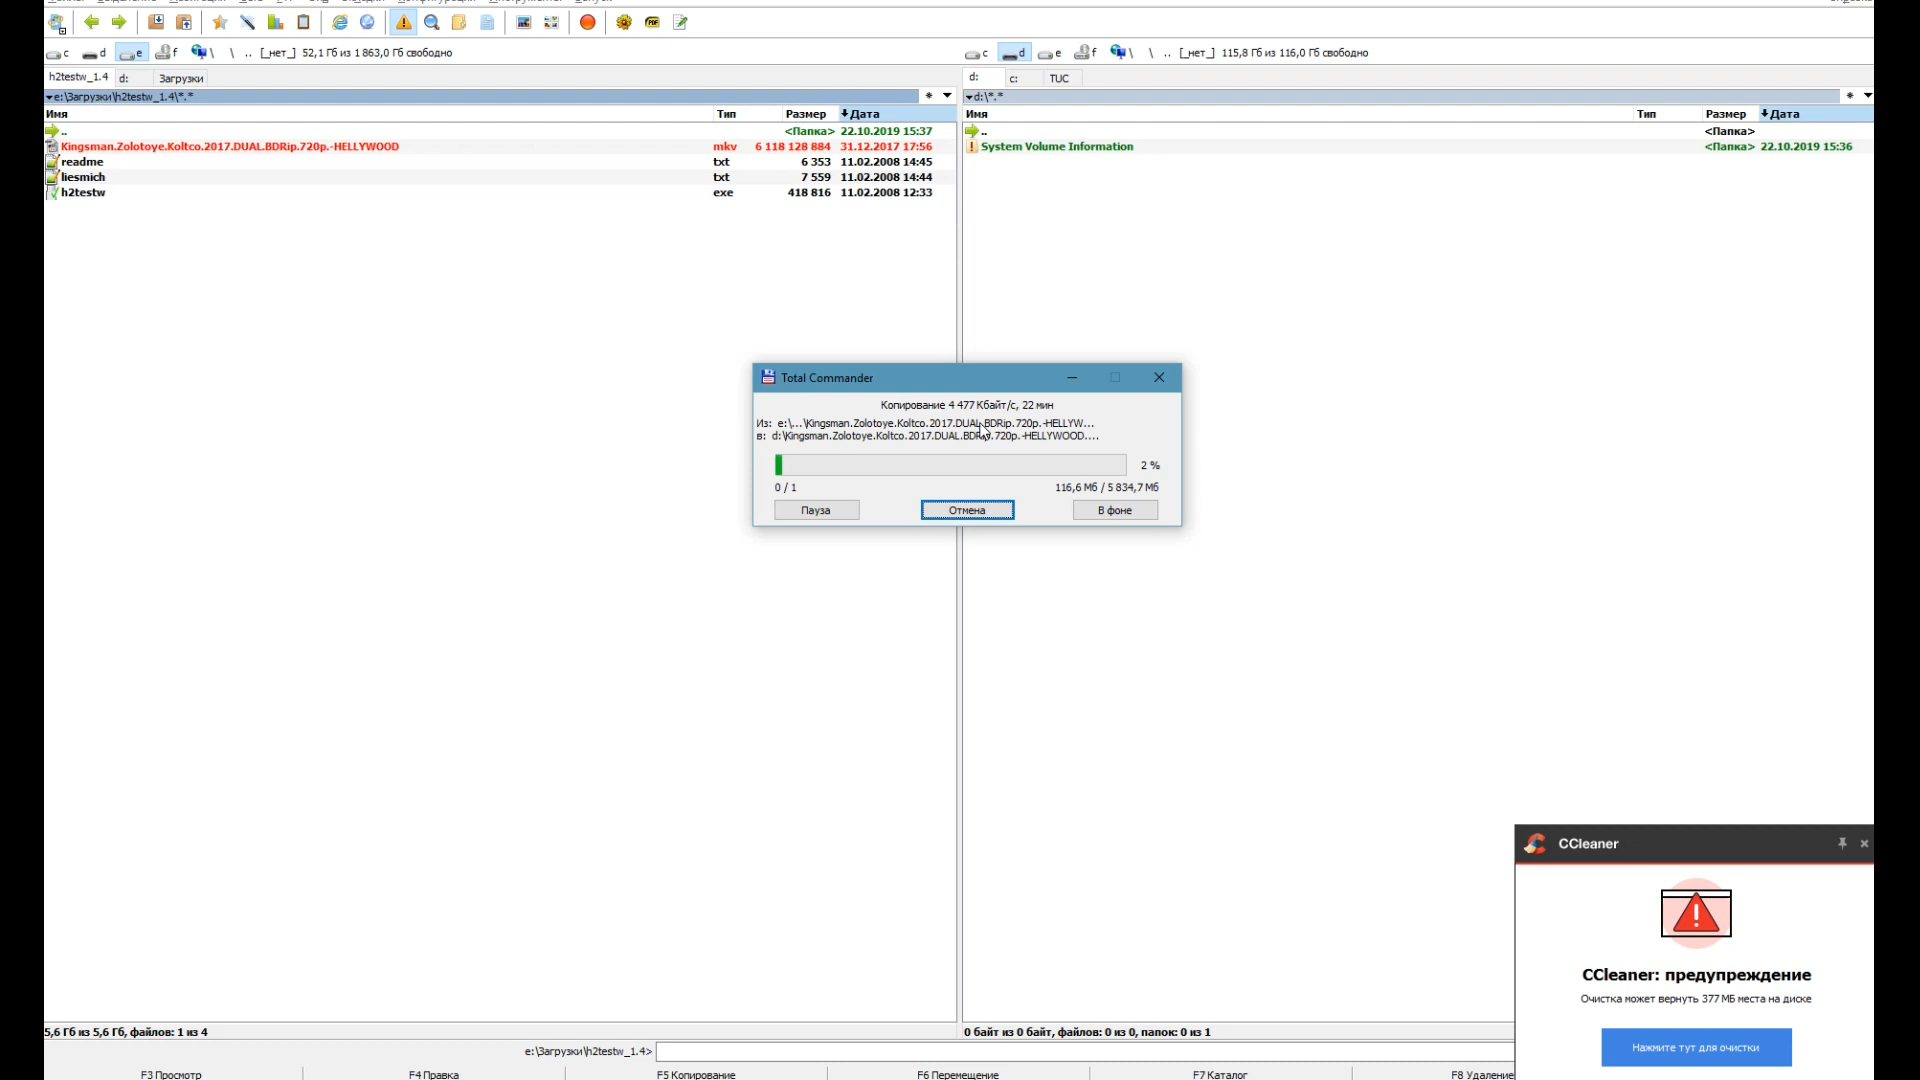 c d e f \ \ .. [_нет_] 52,1 Гб из 1 863,0 Гб свободно
c d e f \ \ .. [_нет_] 115,8 Гб из 116,0 Гб свободно
h2testw_1.4 d: Загрузки
d: c: TUC
e:\Загрузки\h2testw_1.4\*.* * 
d:\*.* *
Имя Тип Размер Дата
Имя Тип Размер Дата
.. <Папка> 22.10.2019 15:37
.. <Папка>
Kingsman.Zolotoye.Koltco.2017.DUAL.BDRip.720p.-HELLYWOOD mkv 6 118 128 884 31.12.2017 17:56
System Volume Information <Папка> 22.10.2019 15:36
readme txt 6 353 11.02.2008 14:45
liesmich txt 7 559 11.02.2008 14:44
h2testw exe 418 816 11.02.2008 12:33
Total Commander
Копирование 4 477 Кбайт/с, 22 мин
Из: e:\...\Kingsman.Zolotoye.Koltco.2017.DUAL.BDRip.720p.-HELLYW...
в: d:\Kingsman.Zolotoye.Koltco.2017.DUAL.BDRip.720p.-HELLYWOOD....
2 %
0 / 1 116,6 Мб / 5 834,7 Мб
Пауза Отмена В фоне
CCleaner
CCleaner: предупреждение
Очистка может вернуть 377 МБ места на диске
Нажмите тут для очистки
5,6 Гб из 5,6 Гб, файлов: 1 из 4
0 байт из 0 байт, файлов: 0 из 0, папок: 0 из 1
e:\Загрузки\h2testw_1.4>
F3 Просмотр F4 Правка F5 Копирование F6 Перемещение F7 Каталог F8 Удаление